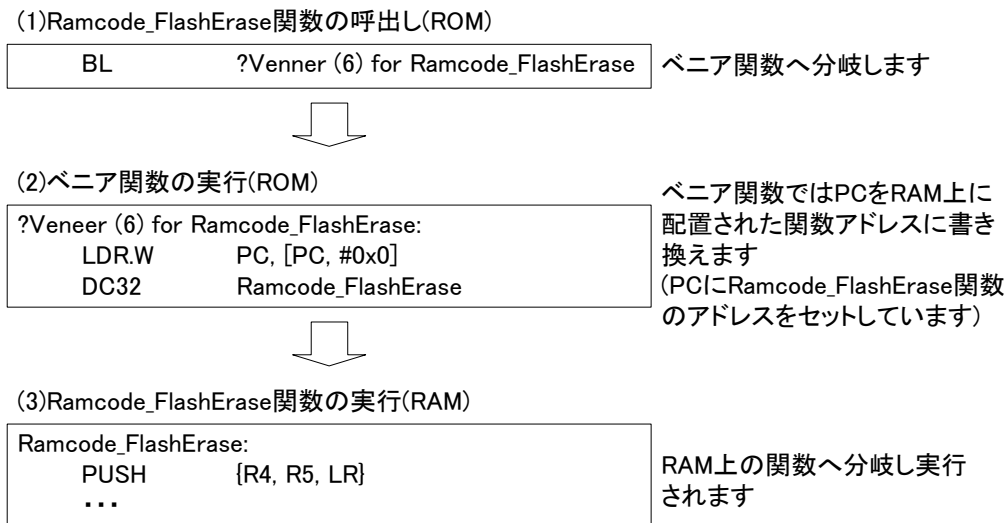 (1)Ramcode_FlashErase関数の呼出し(ROM)
BL ?Venner (6) for Ramcode_FlashErase
ベニア関数へ分岐します
(2)ベニア関数の実行(ROM)
?Veneer (6) for Ramcode_FlashErase:
LDR.W PC, [PC, #0x0]
DC32 Ramcode_FlashErase
ベニア関数ではPCをRAM上に
配置された関数アドレスに書き
換えます
(PCにRamcode_FlashErase関数
のアドレスをセットしています)
(3)Ramcode_FlashErase関数の実行(RAM)
Ramcode_FlashErase:
PUSH {R4, R5, LR}
・・・
RAM上の関数へ分岐し実行
されます